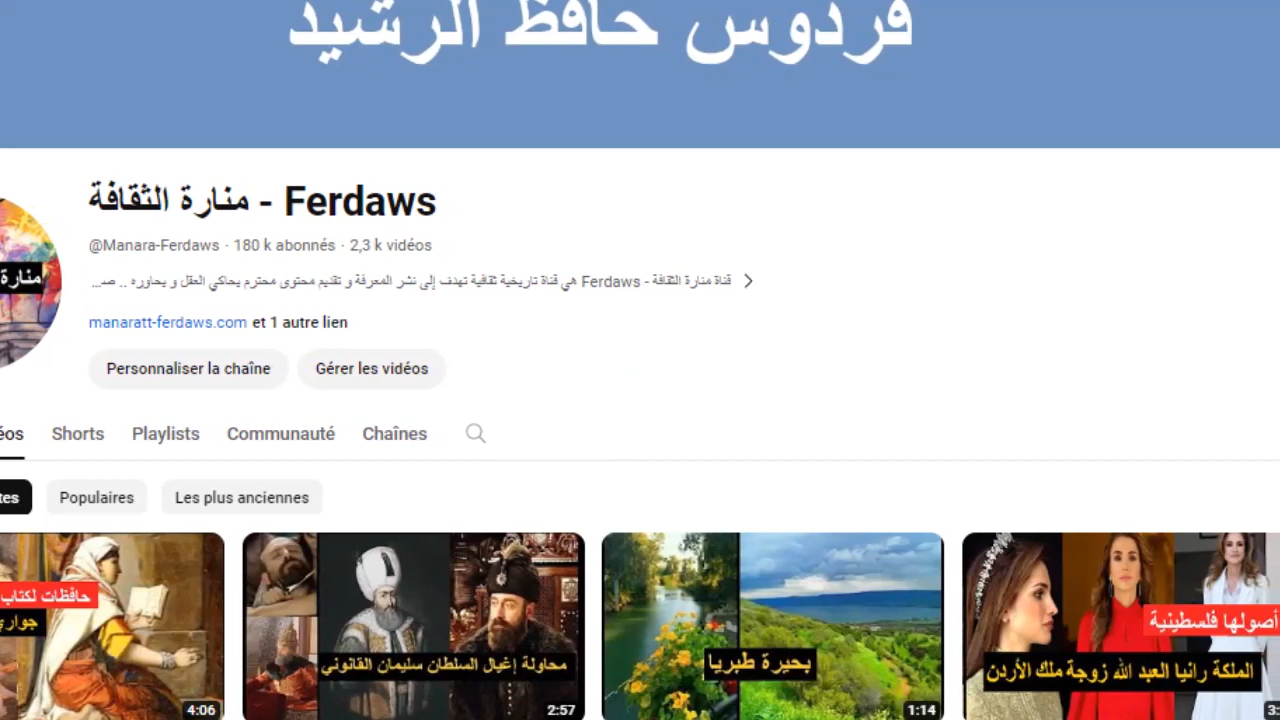 فردوس حافظ الرشيد
منارة الثقافة - Ferdaws
@Manara-Ferdaws · 180 k abonnés · 2,3 k vidéos
قناة منارة الثقافة - Ferdaws هي قناة تاريخية ثقافية تهدف إلى نشر المعرفة و تقديم محتوى محترم يحاكي العقل و يحاوره .. صـ...
منارة
manaratt-ferdaws.com et 1 autre lien
Personnaliser la chaîne
Gérer les vidéos
éos Shorts Playlists Communauté Chaînes
tes Populaires Les plus anciennes
حافظات لكتاب
جواري
4:06
محاولة إغيال السلطان سليمان القانوني
2:57
بحيرة طبريا
1:14
أصولها فلسطينية
الملكة رانيا العبد الله زوجة ملك الأردن
3: